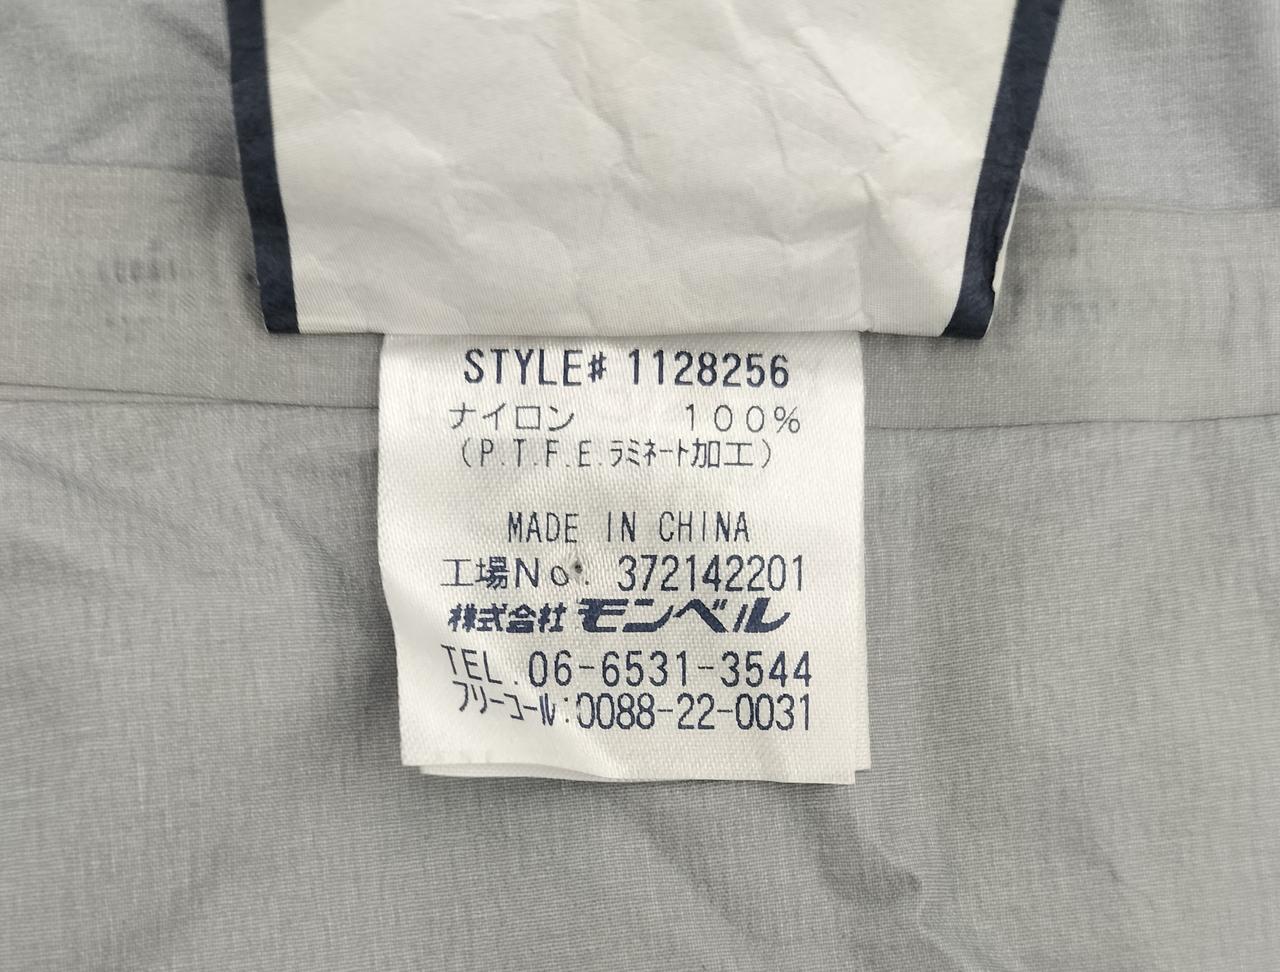 STYLE# 1128256
ナイロン 100%
(P.T.F.E.ラミネート加工)
MADE IN CHINA
工場No. 372142201
株式会社 モンベル
TEL.06-6531-3544
フリーコール:0088-22-0031